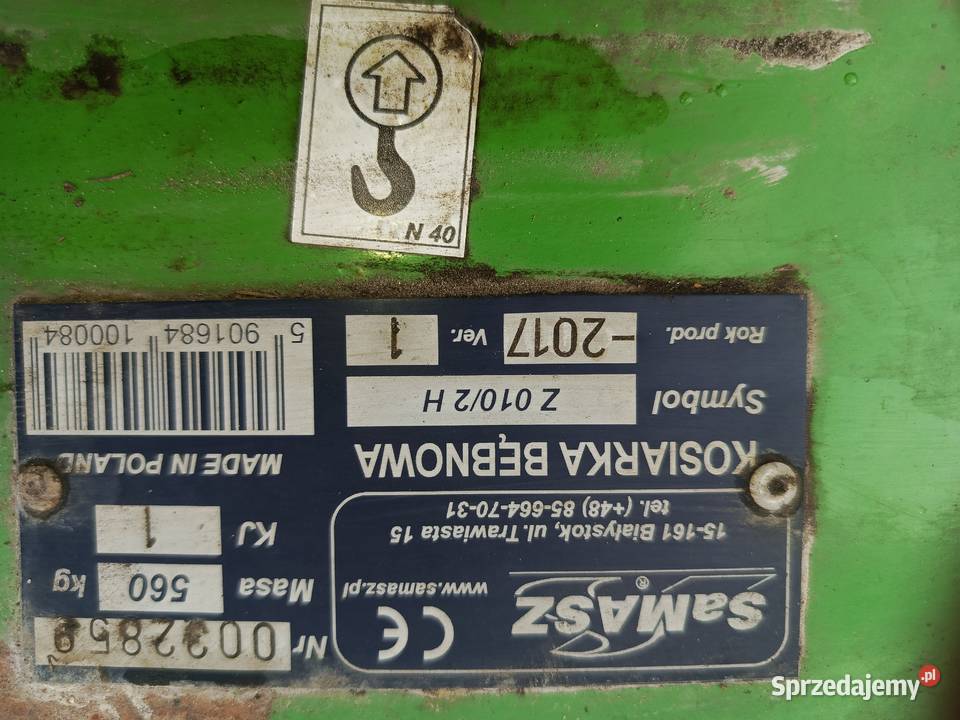 N 40
SaMASZ®
CE
www.samasz.pl
15-161 Białystok, ul. Trawiasta 15
tel. (+48) 85-664-70-31
Nr 0032859
Masa 560 kg
KJ 1
KOSIARKA BĘBNOWA
MADE IN POLAND
Symbol Z 010/2 H
Rok prod. -2017 Ver. 1
5 901684 100084
Sprzedajemy.pl